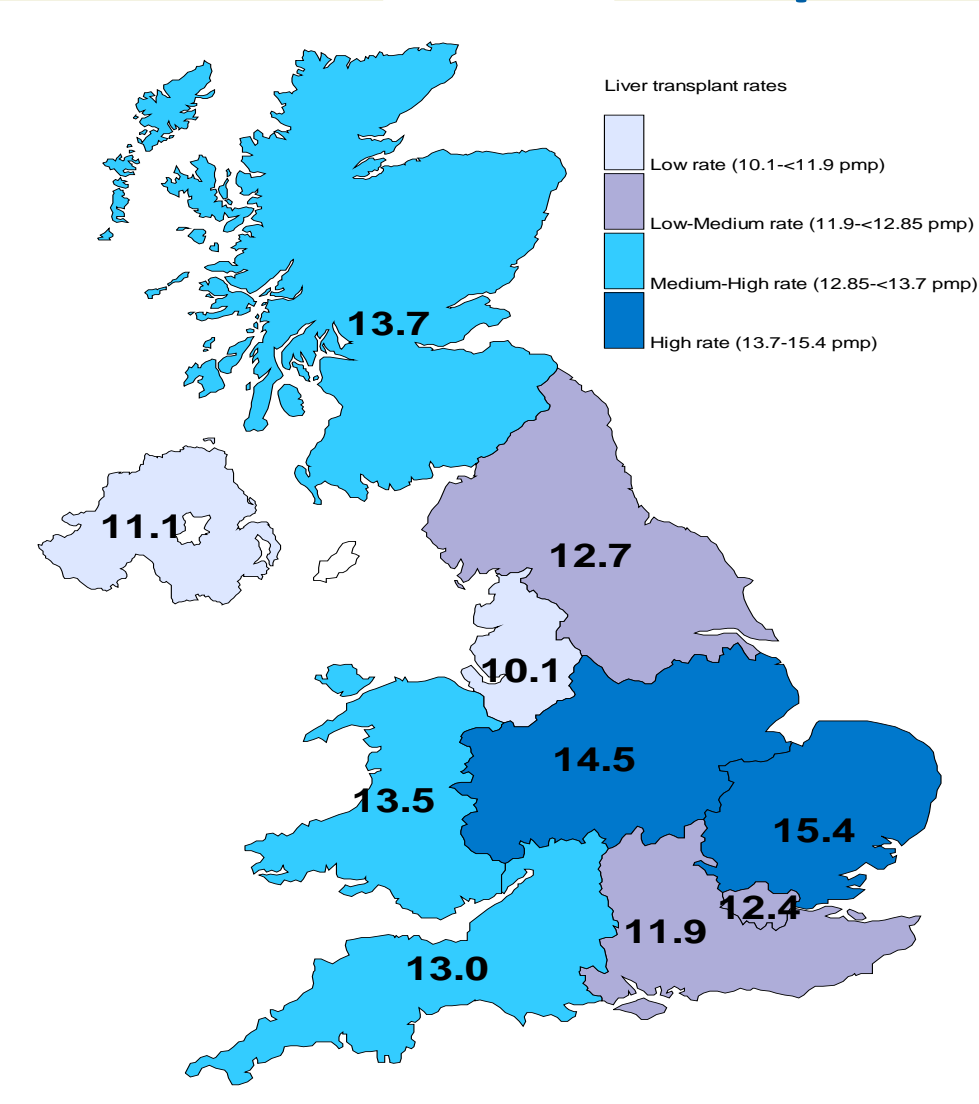 Liver transplant rates
Low rate (10.1-<11.9 pmp)
Low-Medium rate (11.9-<12.85 pmp)
Medium-High rate (12.85-<13.7 pmp)
High rate (13.7-15.4 pmp)
13.7
11.1
12.7
10.1
14.5
13.5
15.4
12.4
11.9
13.0